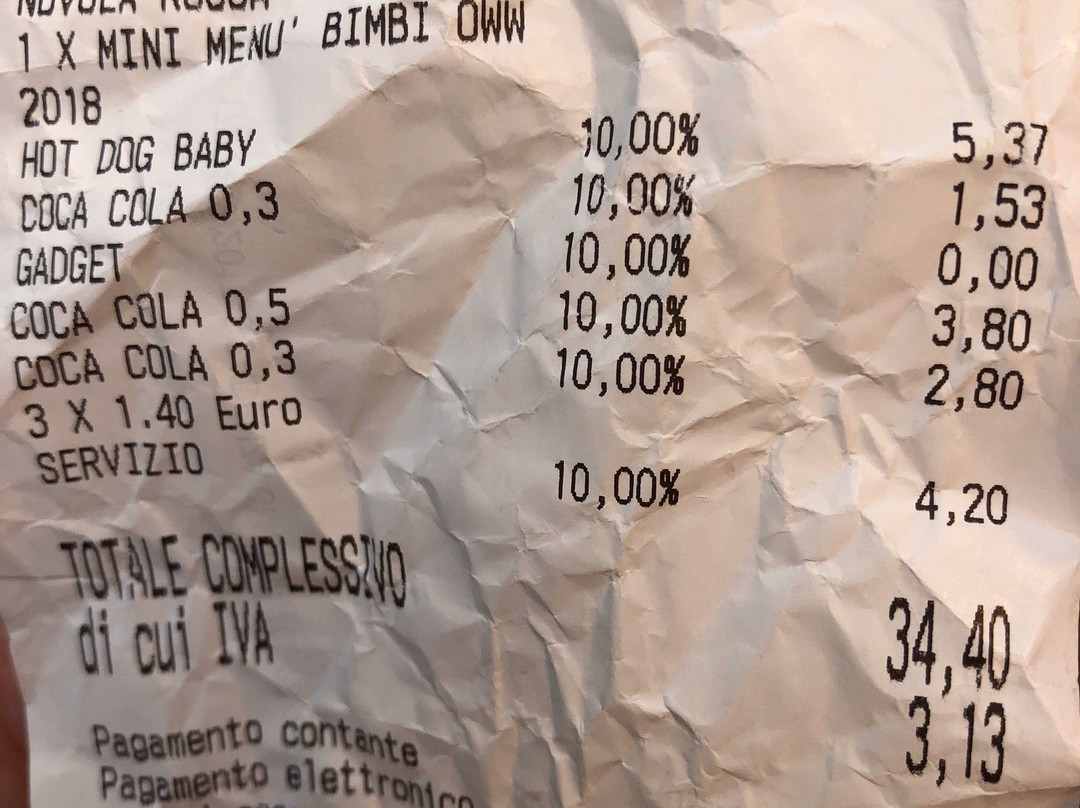 NUVOLA ROSSA
1 X MINI MENU' BIMBI OWW
2018
HOT DOG BABY 10,00% 5,37
COCA COLA 0,3 10,00% 1,53
GADGET 10,00% 0,00
COCA COLA 0,5 10,00% 3,80
COCA COLA 0,3 10,00% 2,80
3 X 1.40 Euro
SERVIZIO 10,00% 4,20
TOTALE COMPLESSIVO 34,40
di cui IVA 3,13
Pagamento contante
Pagamento elettronico